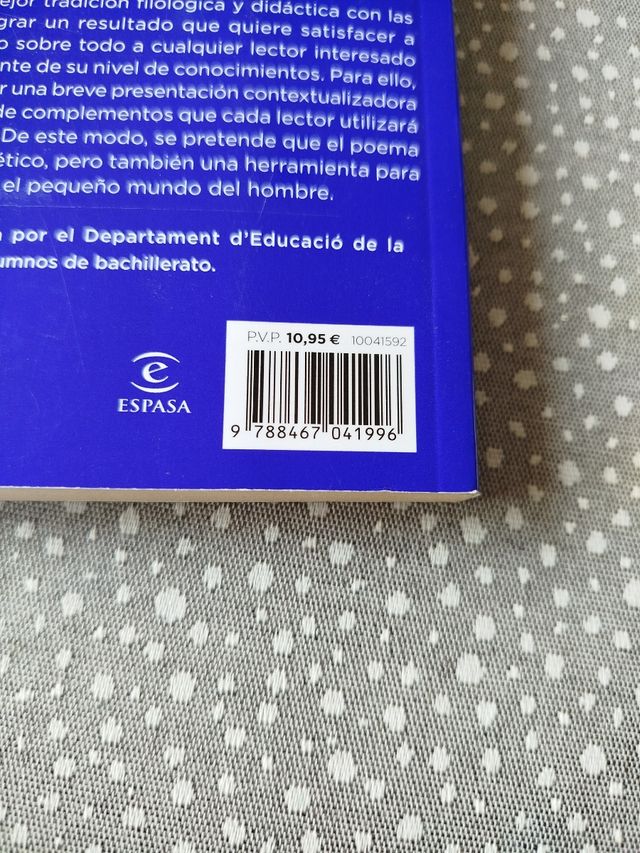 ejor tradición filológica y didáctica con las
grar un resultado que quiere satisfacer a
o sobre todo a cualquier lector interesado
nte de su nivel de conocimientos. Para ello,
r una breve presentación contextualizadora
de complementos que cada lector utilizará
De este modo, se pretende que el poema
ético, pero también una herramienta para
el pequeño mundo del hombre.
a por el Departament d'Educació de la
umnos de bachillerato.
P.V.P. 10,95 € 10041592
e
ESPASA
9 788467 041996